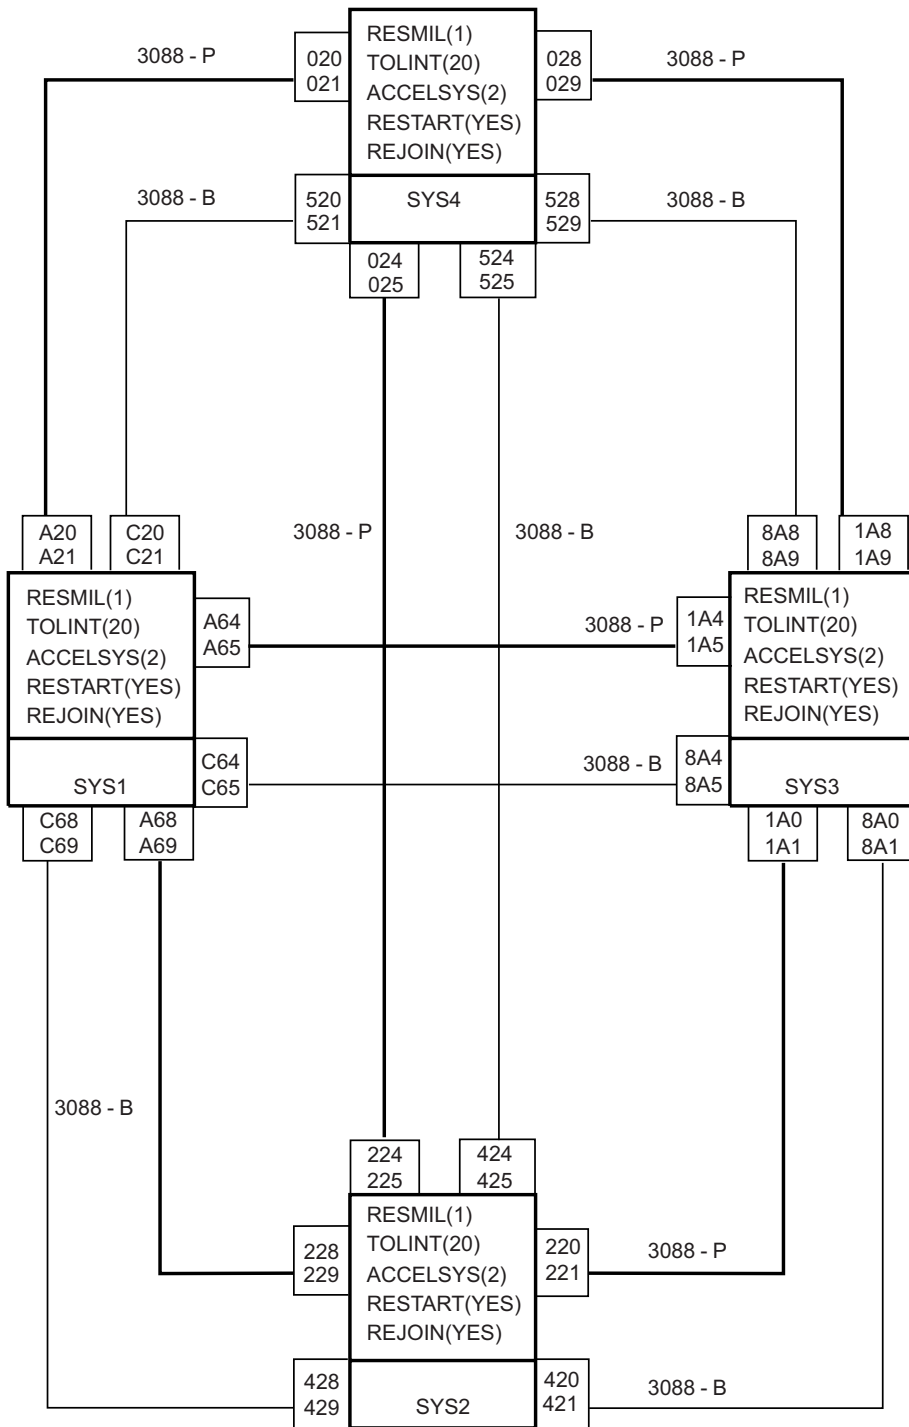 3088 - P
020
021
RESMIL(1)
TOLINT(20)
ACCELSYS(2)
RESTART(YES)
REJOIN(YES)
028
029
3088 - P
3088 - B
520
521
SYS4
528
529
3088 - B
024
025
524
525
A20
A21
C20
C21
3088 - P
3088 - B
8A8
8A9
1A8
1A9
RESMIL(1)
TOLINT(20)
ACCELSYS(2)
RESTART(YES)
REJOIN(YES)
A64
A65
3088 - P
1A4
1A5
RESMIL(1)
TOLINT(20)
ACCELSYS(2)
RESTART(YES)
REJOIN(YES)
SYS1
C64
C65
3088 - B
8A4
8A5
SYS3
C68
C69
A68
A69
1A0
1A1
8A0
8A1
3088 - B
224
225
424
425
228
229
RESMIL(1)
TOLINT(20)
ACCELSYS(2)
RESTART(YES)
REJOIN(YES)
220
221
3088 - P
428
429
SYS2
420
421
3088 - B